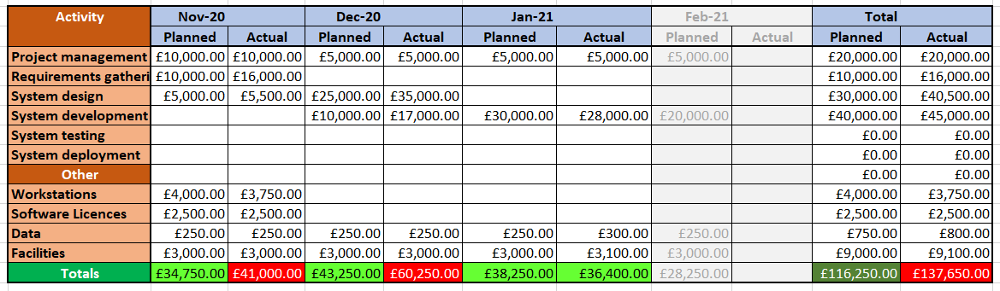 Activity Nov-20 Dec-20 Jan-21 Feb-21 Total
Planned Actual Planned Actual Planned Actual Planned Actual Planned Actual
Project management £10,000.00 £10,000.00 £5,000.00 £5,000.00 £5,000.00 £5,000.00 £5,000.00 £20,000.00 £20,000.00
Requirements gatheri £10,000.00 £16,000.00 £10,000.00 £16,000.00
System design £5,000.00 £5,500.00 £25,000.00 £35,000.00 £30,000.00 £40,500.00
System development £10,000.00 £17,000.00 £30,000.00 £28,000.00 £20,000.00 £40,000.00 £45,000.00
System testing £0.00 £0.00
System deployment £0.00 £0.00
Other £0.00 £0.00
Workstations £4,000.00 £3,750.00 £4,000.00 £3,750.00
Software Licences £2,500.00 £2,500.00 £2,500.00 £2,500.00
Data £250.00 £250.00 £250.00 £250.00 £250.00 £300.00 £250.00 £750.00 £800.00
Facilities £3,000.00 £3,000.00 £3,000.00 £3,000.00 £3,000.00 £3,100.00 £3,000.00 £9,000.00 £9,100.00
Totals £34,750.00 £41,000.00 £43,250.00 £60,250.00 £38,250.00 £36,400.00 £28,250.00 £116,250.00 £137,650.00